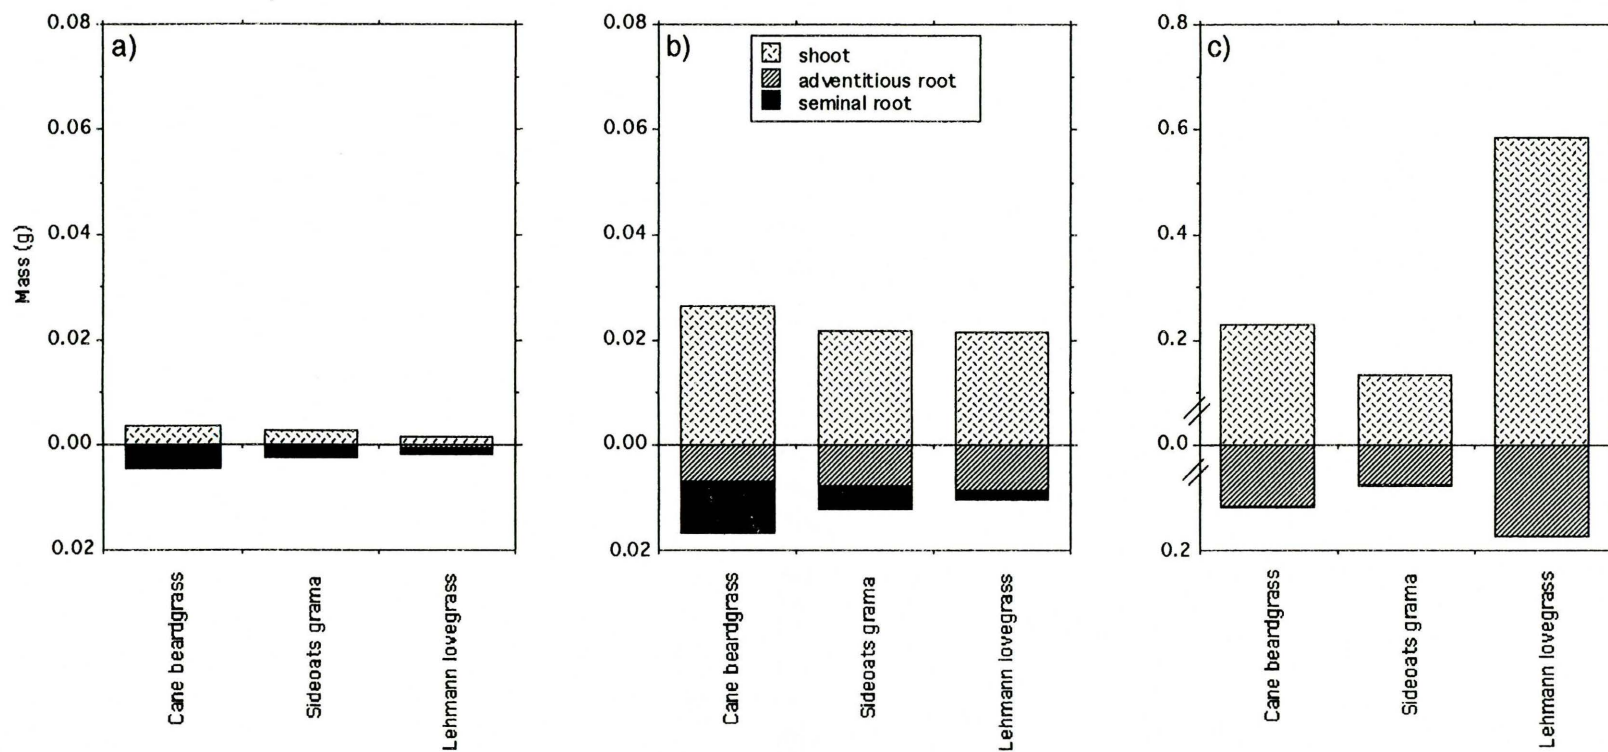 a)
0.08
0.06
0.04
0.02
0.00
0.02
Mass (g)
Cane beardgrass
Sideoats grama
Lehmann lovegrass
b)
0.08
0.06
0.04
0.02
0.00
0.02
shoot
adventitious root
seminal root
Cane beardgrass
Sideoats grama
Lehmann lovegrass
c)
0.8
0.6
0.4
0.2
0.0
0.2
Cane beardgrass
Sideoats grama
Lehmann lovegrass